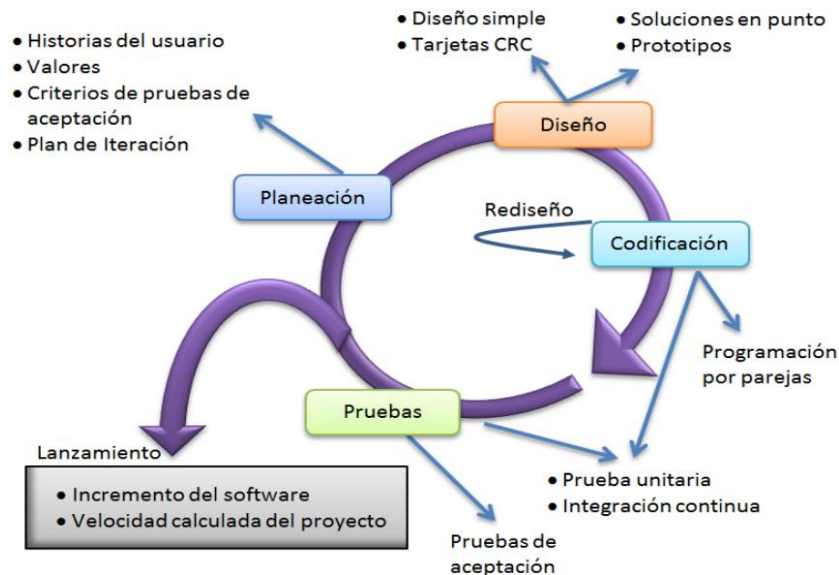 • Historias del usuario
• Valores
• Criterios de pruebas de
aceptación
• Plan de Iteración
• Diseño simple
• Tarjetas CRC
• Soluciones en punto
• Prototipos
Diseño
Planeación
Rediseño
Codificación
Programación
por parejas
Pruebas
Lanzamiento
• Incremento del software
• Velocidad calculada del proyecto
• Prueba unitaria
• Integración continua
Pruebas de
aceptación